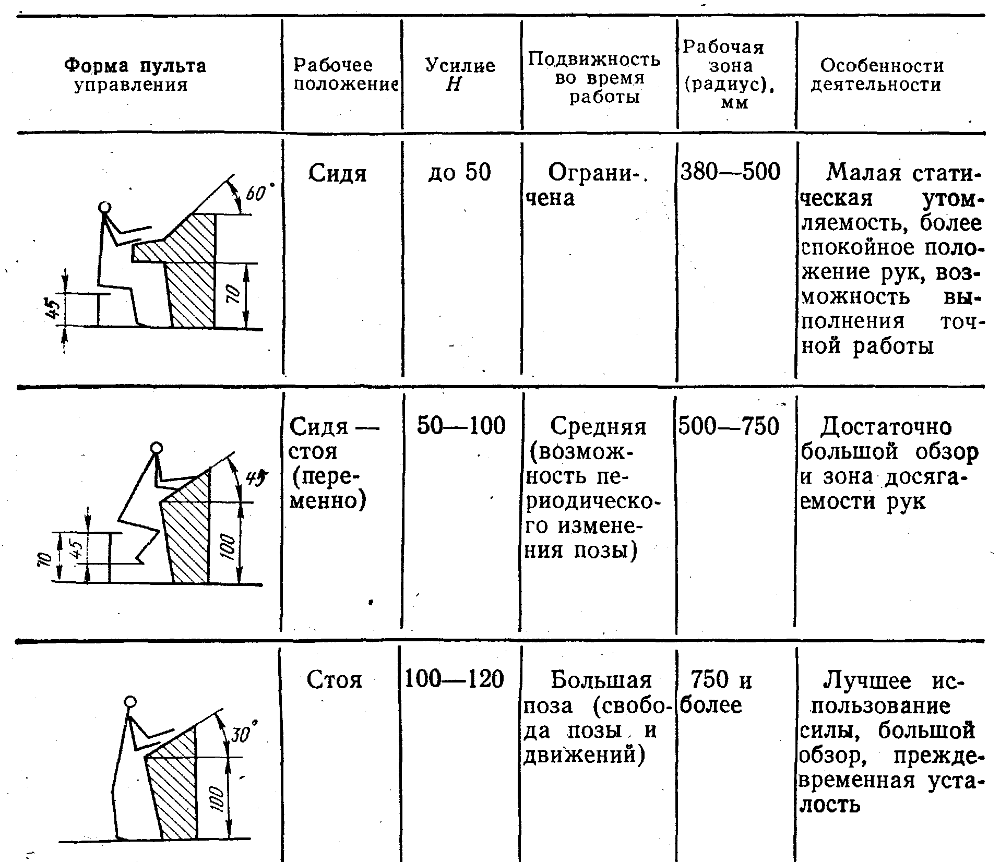 Форма пульта
управления
Рабочее
положение
Усилие
Н
Подвижность
во время
работы
Рабочая
зона
(радиус),
мм
Особенности
деятельности
60°
45
70
Сидя
до 50
Ограни-
чена
380—500
Малая стати-
ческая утом-
ляемость, более
спокойное поло-
жение рук, воз-
можность вы-
полнения точ-
ной работы
45
70
45
100
Сидя —
стоя
(пере-
менно)
50—100
Средняя
(возмож-
ность пе-
риодическо-
го измене-
ния позы)
500—750
Достаточно
большой обзор
и зона досяга-
емости рук
30°
100
Стоя
100—120
Большая
поза (свобо-
да позы и
движений)
750 и
более
Лучшее ис-
пользование
силы, большой
обзор, прежде-
временная уста-
лость